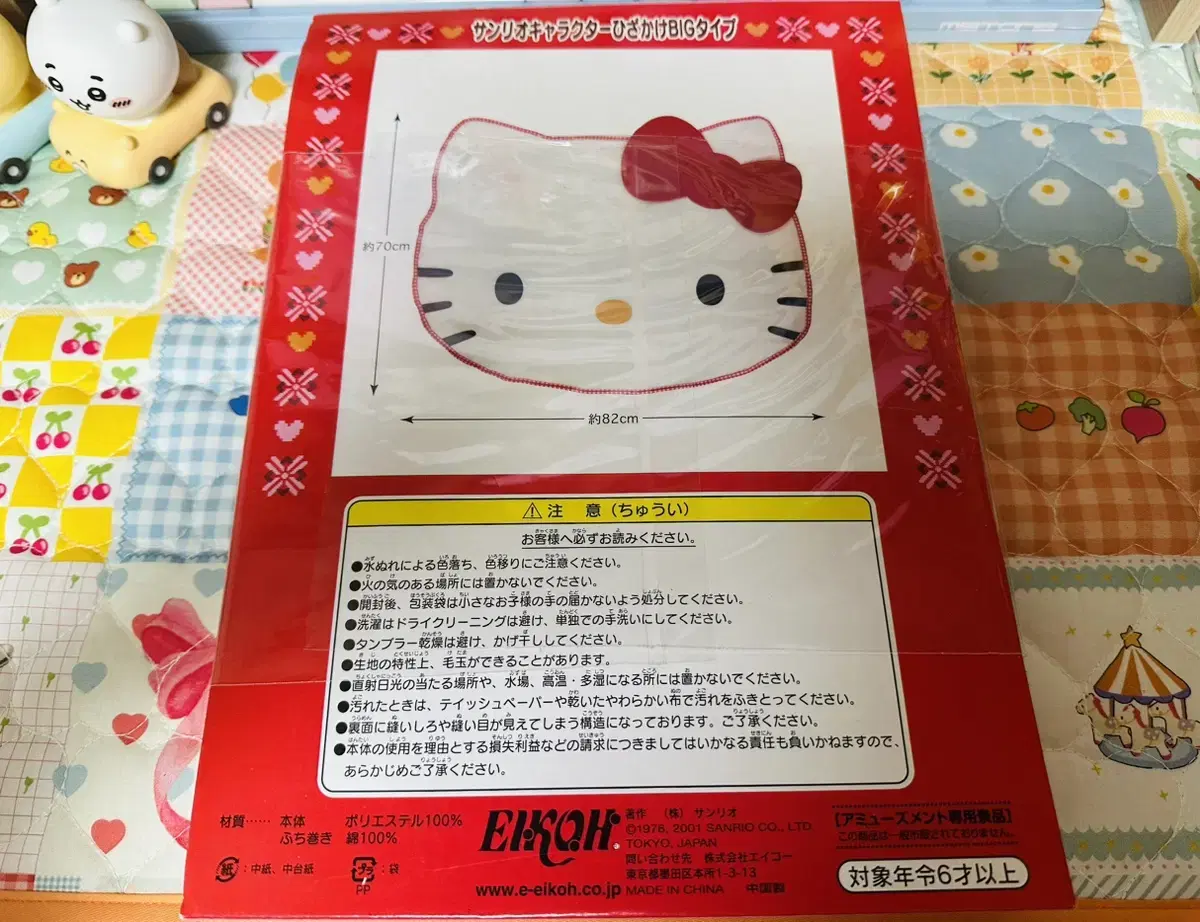 サンリオキャラクターひざかけBIGタイプ
約70cm
約82cm
⚠注 意(ちゅうい)
お客様へ必ずお読みください。
●水ぬれによる色落ち、色移りにご注意ください。
●火の気のある場所には置かないでください。
●開封後、包装袋は小さなお子様の手の届かないよう処分してください。
●洗濯はドライクリーニングは避け、単独での手洗いにしてください。
●タンブラー乾燥は避け、かげ干ししてください。
●生地の特性上、毛玉ができることがあります。
●直射日光の当たる場所や、水場、高温・多湿になる所には置かないでください。
●汚れたときは、テイッシュペーパーや乾いたやわらかい布で汚れをふきとってください。
●裏面に縫いしろや縫い目が見えてしまう構造になっております。ご了承ください。
●本体の使用を理由とする損失利益などの請求につきましてはいかなる責任も負いかねますので、
あらかじめご了承ください。
材質…… 本体 ポリエステル100%
ふち巻き 綿100%
紙 :中紙、中台紙 プラ :袋
PP
EIKOH.
www.e-eikoh.co.jp
著作 (株) サンリオ
©1976, 2001 SANRIO CO., LTD
TOKYO, JAPAN
問い合わせ先 株式会社エイコー
東京都墨田区本所1-3-13
MADE IN CHINA 中国製
[アミューズメント専用景品]
この商品は一般市販されておりません。
対象年令6才以上